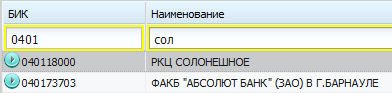 БИК Наименование
0401 сол
040118000 РКЦ СОЛОНЕШНОЕ
040173703 ФАКБ "АБСОЛЮТ БАНК" (ЗАО) В Г.БАРНАУЛЕ